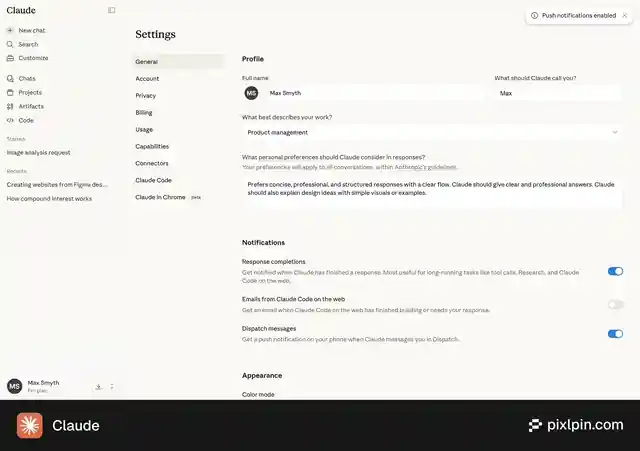 Claude
New chat
Search
Customize
Chats
Projects
Artifacts
Code
Starred
Image analysis request
Recents
Creating websites from Figma des...
How compound interest works
MS
Max Smyth
Pro plan
Settings
General
Account
Privacy
Billing
Usage
Capabilities
Connectors
Claude Code
Claude in Chrome Beta
Push notifications enabled
Profile
Full name
What should Claude call you?
MS
Max Smyth
Max
What best describes your work?
Product management
What personal preferences should Claude consider in responses?
Your preferences will apply to all conversations, within Anthropic's guidelines.
Prefers concise, professional, and structured responses with a clear flow. Claude should give clear and professional answers. Claude
should also explain design ideas with simple visuals or examples.
Notifications
Response completions
Get notified when Claude has finished a response. Most useful for long-running tasks like tool calls, Research, and Claude
Code on the web.
Emails from Claude Code on the web
Get an email when Claude Code on the web has finished building or needs your response.
Dispatch messages
Get a push notification on your phone when Claude messages you in Dispatch.
Appearance
Color mode
Claude
pixlpin.com